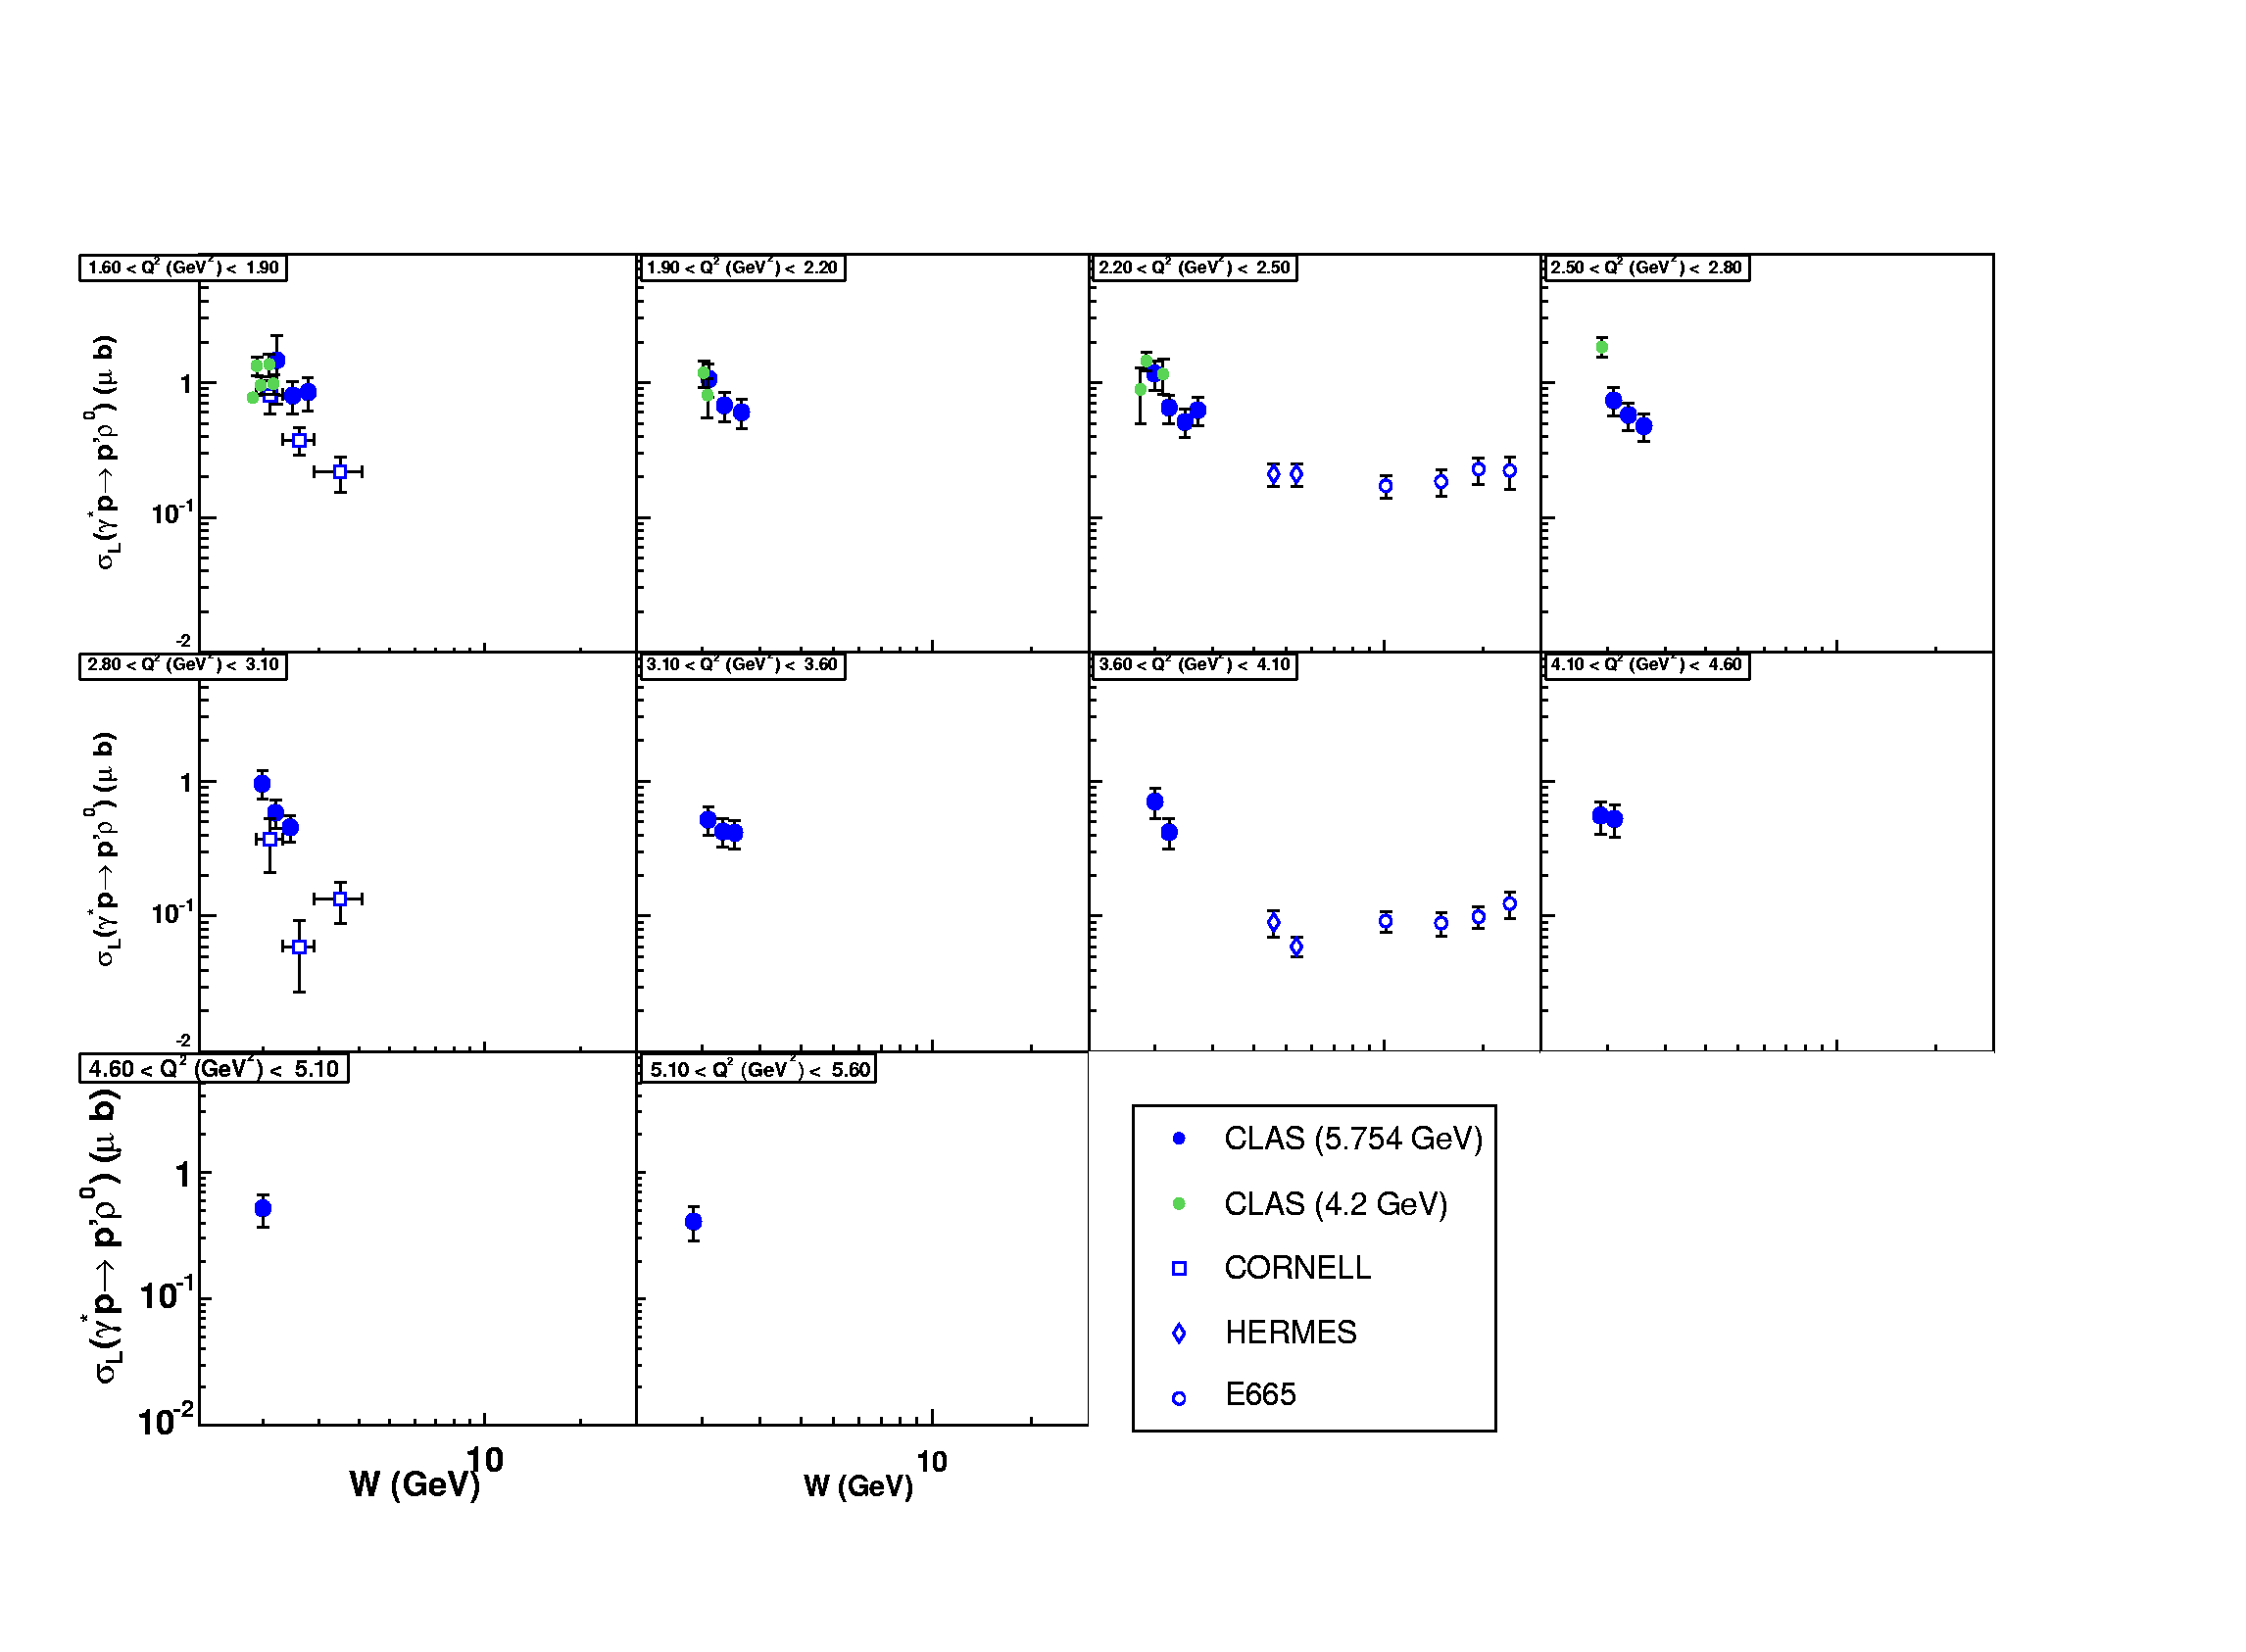 1.60 < Q² (GeV²) < 1.90
1.90 < Q² (GeV²) < 2.20
2.20 < Q² (GeV²) < 2.50
2.50 < Q² (GeV²) < 2.80
σ_L(γ* p→ p'ρ⁰) (μ b)
1
10⁻¹
-2
2.80 < Q² (GeV²) < 3.10
3.10 < Q² (GeV²) < 3.60
3.60 < Q² (GeV²) < 4.10
4.10 < Q² (GeV²) < 4.60
σ_L(γ* p→ p'ρ⁰) (μ b)
1
10⁻¹
-2
4.60 < Q² (GeV²) < 5.10
5.10 < Q² (GeV²) < 5.60
σ_L(γ* p→ p'ρ⁰) (μ b)
1
10⁻¹
10⁻²
10
W (GeV)
10
W (GeV)
CLAS (5.754 GeV)
CLAS (4.2 GeV)
CORNELL
HERMES
E665